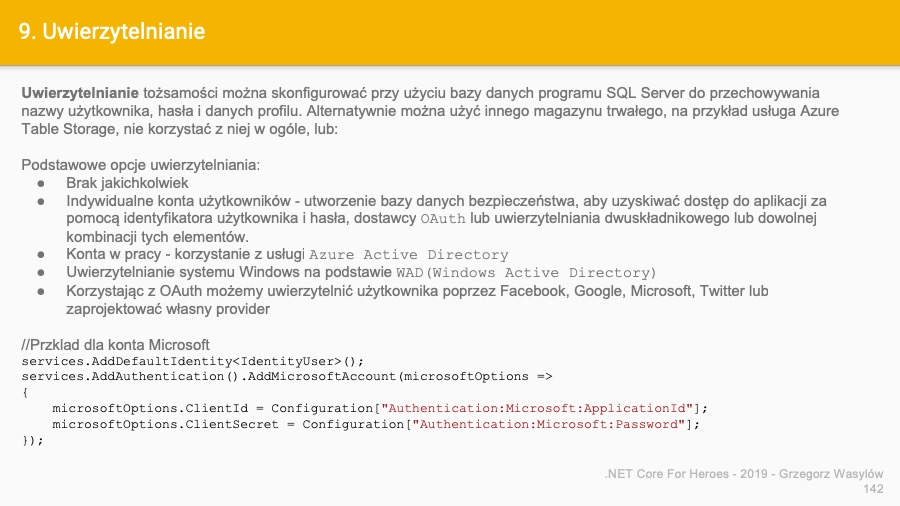 9. Uwierzytelnianie
Uwierzytelnianie tożsamości można skonfigurować przy użyciu bazy danych programu SQL Server do przechowywania
nazwy użytkownika, hasła i danych profilu. Alternatywnie można użyć innego magazynu trwałego, na przykład usługa Azure
Table Storage, nie korzystać z niej w ogóle, lub:
Podstawowe opcje uwierzytelniania:
● Brak jakichkolwiek
● Indywidualne konta użytkowników - utworzenie bazy danych bezpieczeństwa, aby uzyskiwać dostęp do aplikacji za
pomocą identyfikatora użytkownika i hasła, dostawcy OAuth lub uwierzytelniania dwuskładnikowego lub dowolnej
kombinacji tych elementów.
● Konta w pracy - korzystanie z usługi Azure Active Directory
● Uwierzytelnianie systemu Windows na podstawie WAD(Windows Active Directory)
● Korzystając z OAuth możemy uwierzytelnić użytkownika poprzez Facebook, Google, Microsoft, Twitter lub
zaprojektować własny provider
//Przklad dla konta Microsoft
services.AddDefaultIdentity<IdentityUser>();
services.AddAuthentication().AddMicrosoftAccount(microsoftOptions =>
{
    microsoftOptions.ClientId = Configuration["Authentication:Microsoft:ApplicationId"];
    microsoftOptions.ClientSecret = Configuration["Authentication:Microsoft:Password"];
});
.NET Core For Heroes - 2019 - Grzegorz Wasylów
142